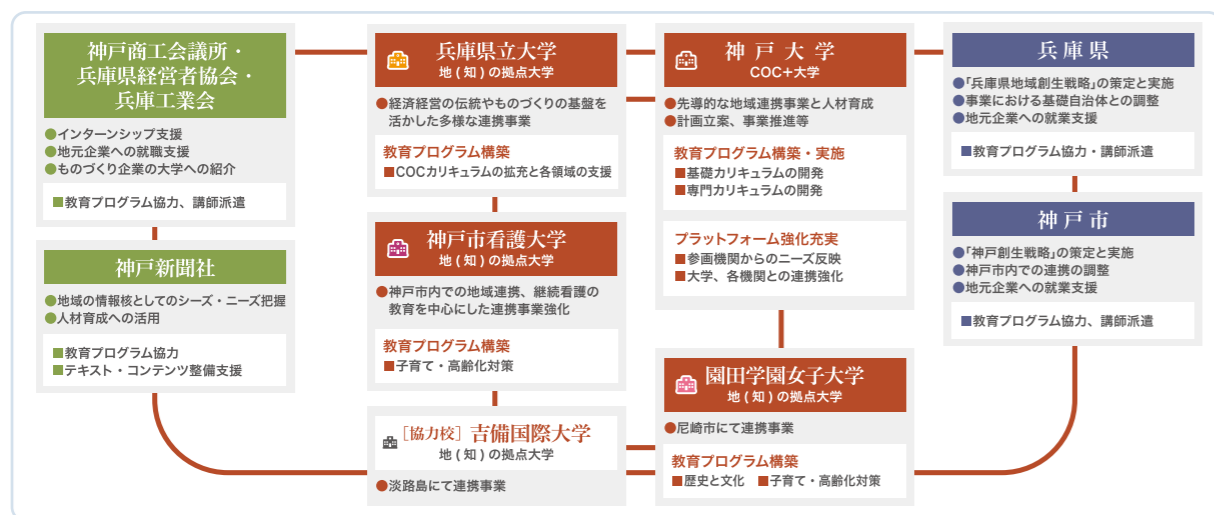 神戸商工会議所・
兵庫県経営者協会・
兵庫工業会
●インターンシップ支援
●地元企業への就職支援
●ものづくり企業の大学への紹介
■教育プログラム協力、講師派遣
神戸新聞社
●地域の情報核としてのシーズ・ニーズ把握
●人材育成への活用
■教育プログラム協力
■テキスト・コンテンツ整備支援
兵庫県立大学
地(知)の拠点大学
●経済経営の伝統やものづくりの基盤を
活かした多様な連携事業
教育プログラム構築
■COCカリキュラムの拡充と各領域の支援
神戸市看護大学
地(知)の拠点大学
●神戸市内での地域連携、継続看護の
教育を中心にした連携事業強化
教育プログラム構築
■子育て・高齢化対策
［協力校］吉備国際大学
地(知)の拠点大学
●淡路島にて連携事業
神戸大学
COC+大学
●先導的な地域連携事業と人材育成
●計画立案、事業推進等
教育プログラム構築・実施
■基礎カリキュラムの開発
■専門カリキュラムの開発
プラットフォーム強化充実
■参画機関からのニーズ反映
■大学、各機関との連携強化
園田学園女子大学
地(知)の拠点大学
●尼崎市にて連携事業
教育プログラム構築
■歴史と文化 ■子育て・高齢化対策
兵庫県
●「兵庫県地域創生戦略」の策定と実施
●事業における基礎自治体との調整
●地元企業への就業支援
■教育プログラム協力・講師派遣
神戸市
●「神戸創生戦略」の策定と実施
●神戸市内での連携の調整
●地元企業への就業支援
■教育プログラム協力、講師派遣